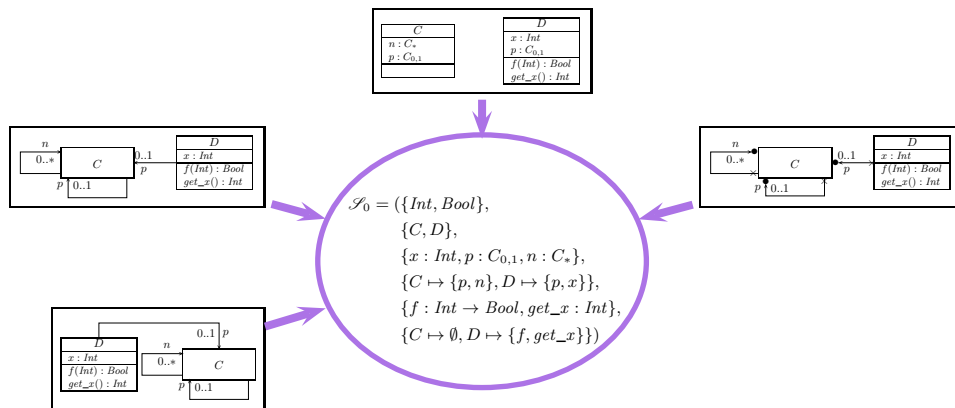 C
n : C*
p : C0,1
D
x : Int
p : C0,1
f(Int) : Bool
get_x() : Int
n
0..*
C
p
0..1
0..1
p
D
x : Int
f(Int) : Bool
get_x() : Int
n
0..*
C
p
0..1
0..1
p
D
x : Int
f(Int) : Bool
get_x() : Int
𝒮0 = ({Int, Bool},
{C, D},
{x : Int, p : C0,1, n : C*},
{C ↦ {p, n}, D ↦ {p, x}},
{f : Int → Bool, get_x : Int},
{C ↦ ∅, D ↦ {f, get_x}})
D
x : Int
f(Int) : Bool
get_x() : Int
0..1
p
n
0..*
C
p
0..1